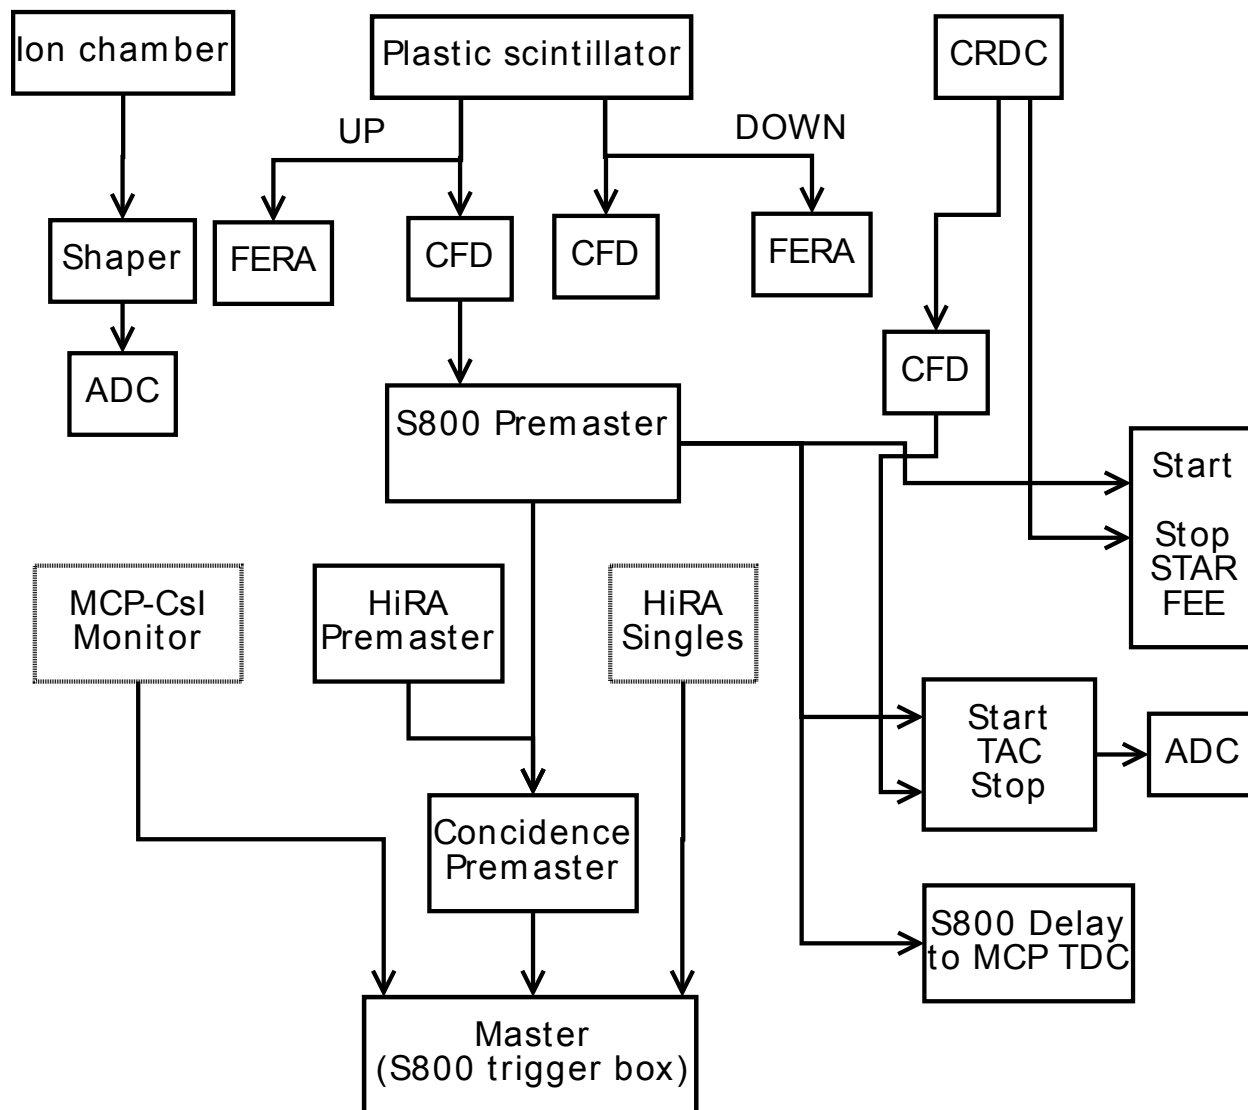 Ion chamber
Plastic scintillator
CRDC
UP
DOWN
Shaper
FERA
CFD
CFD
FERA
ADC
CFD
S800 Premaster
Start
Stop
STAR
FEE
MCP-CsI
Monitor
HiRA
Premaster
HiRA
Singles
Start
TAC
Stop
ADC
Concidence
Premaster
S800 Delay
to MCP TDC
Master
(S800 trigger box)